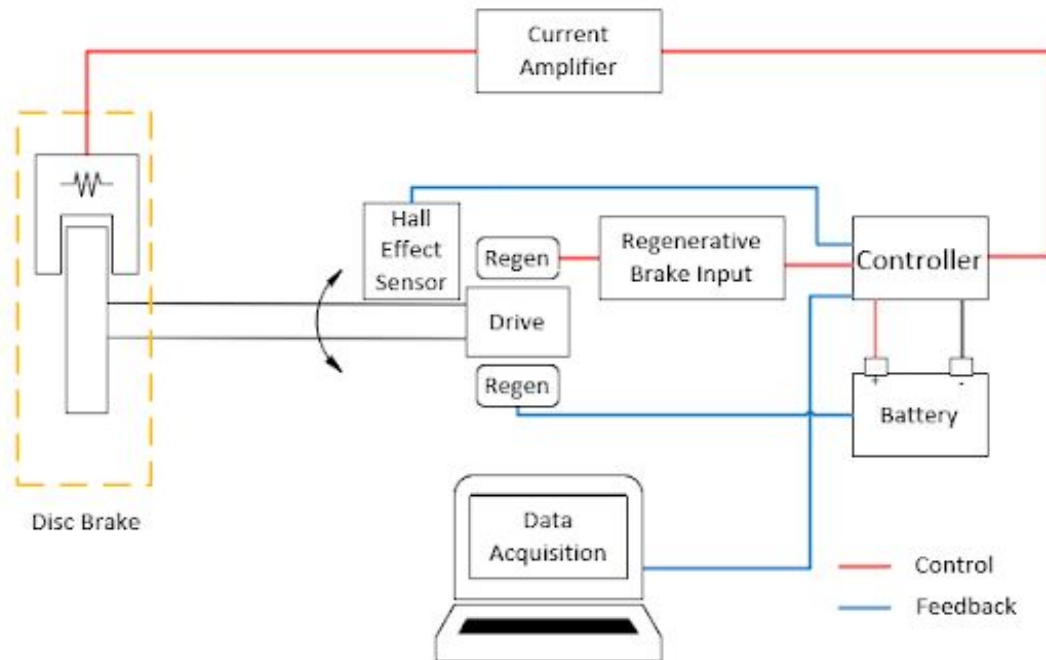 Current
Amplifier
Hall
Effect
Sensor
Regen
Regenerative
Brake Input
Controller
Drive
Regen
+
-
Battery
Disc Brake
Data
Acquisition
Control
Feedback